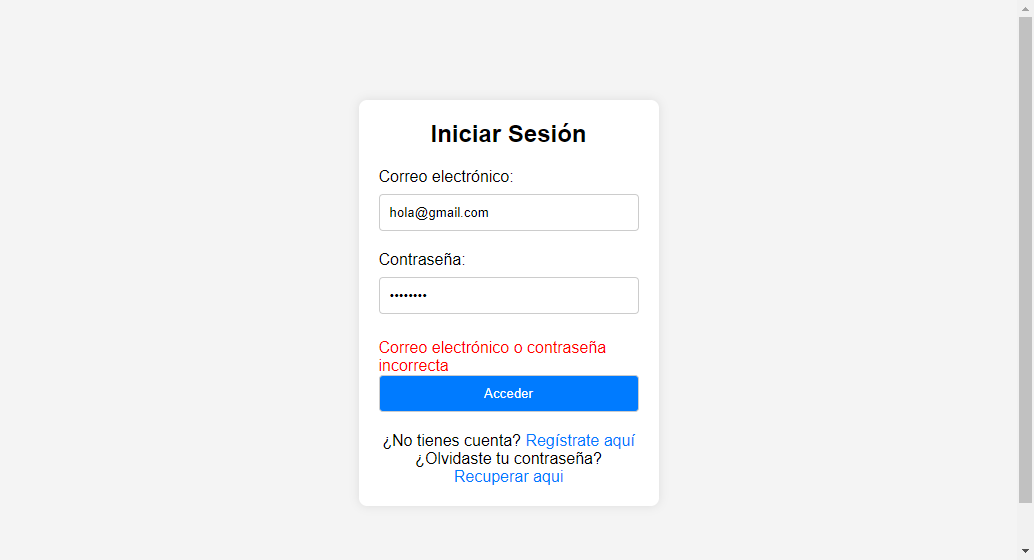 Iniciar Sesión
Correo electrónico:
hola@gmail.com
Contraseña:
••••••••
Correo electrónico o contraseña
incorrecta
Acceder
¿No tienes cuenta? Regístrate aquí
¿Olvidaste tu contraseña?
Recuperar aqui